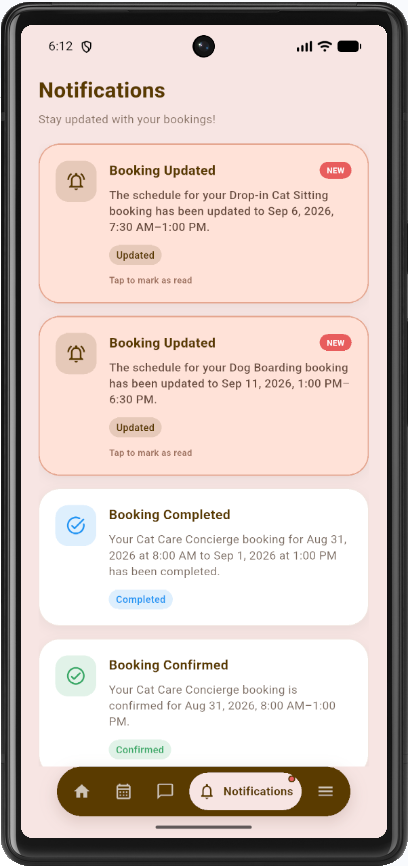 6:12
Notifications
Stay updated with your bookings!
Booking Updated
NEW
The schedule for your Drop-in Cat Sitting
booking has been updated to Sep 6, 2026,
7:30 AM–1:00 PM.
Updated
Tap to mark as read
Booking Updated
NEW
The schedule for your Dog Boarding booking
has been updated to Sep 11, 2026, 1:00 PM–
6:30 PM.
Updated
Tap to mark as read
Booking Completed
Your Cat Care Concierge booking for Aug 31,
2026 at 8:00 AM to Sep 1, 2026 at 1:00 PM
has been completed.
Completed
Booking Confirmed
Your Cat Care Concierge booking is
confirmed for Aug 31, 2026, 8:00 AM–1:00
PM.
Confirmed
Notifications